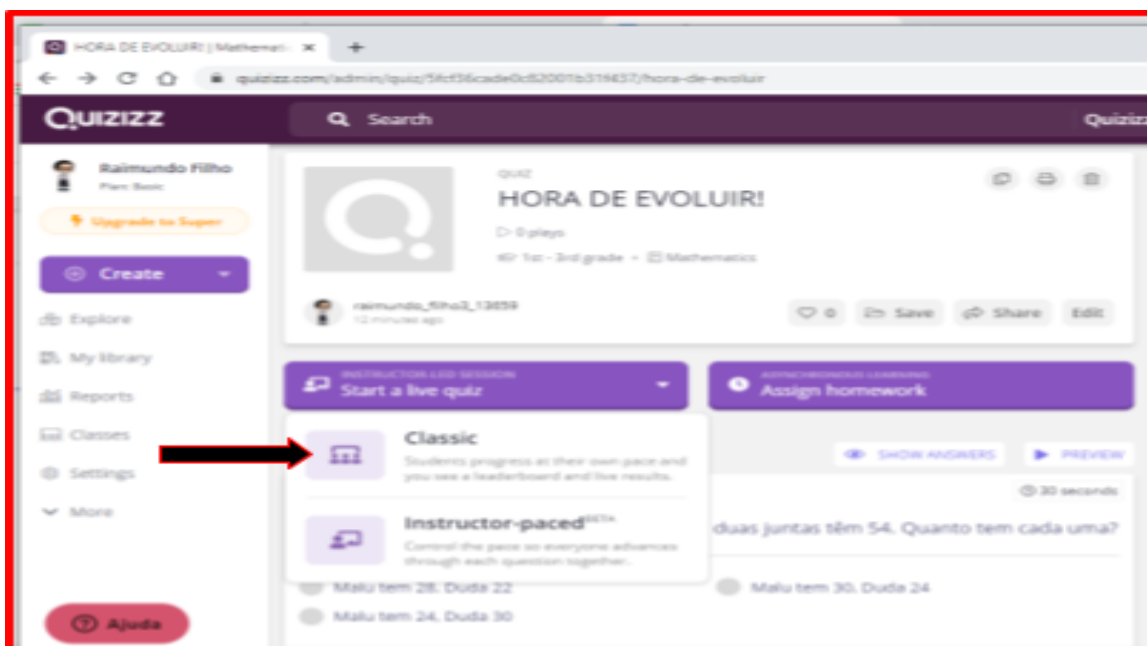 HORA DE EVOLUIR! | Mathemati
quizizz.com/admin/quiz/5fcf36cade0c82001b31f437/hora-de-evoluir
QUIZIZZ
Search
Quizizz
Raimundo Filho
Plan: Basic
Upgrade to Super
Create
Explore
My library
Reports
Classes
Settings
More
Ajuda
QUIZ
HORA DE EVOLUIR!
0 plays
1st - 3rd grade • Mathematics
raimundo_filho3_13659
12 minutes ago
0 Save Share Edit
INSTRUCTOR-LED SESSION
Start a live quiz
ASYNCHRONOUS LEARNING
Assign homework
Classic
Students progress at their own pace and
you see a leaderboard and live results.
Instructor-paced BETA
Control the pace so everyone advances
through each question together.
SHOW ANSWERS PREVIEW
30 seconds
duas juntas têm 54. Quanto tem cada uma?
Malu tem 28, Duda 22
Malu tem 30, Duda 24
Malu tem 24, Duda 30